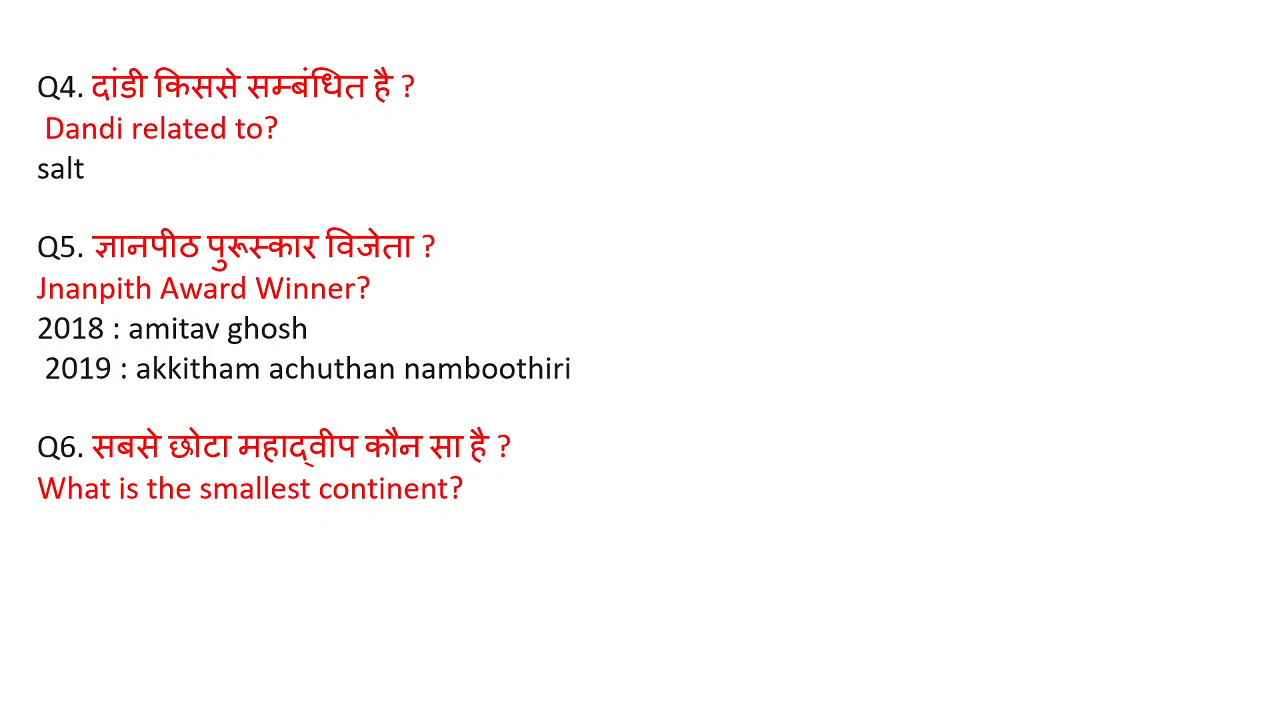 Q4. दांडी किससे सम्बंधित है ?
Dandi related to?
salt
Q5. ज्ञानपीठ पुरूस्कार विजेता ?
Jnanpith Award Winner?
2018 : amitav ghosh
2019 : akkitham achuthan namboothiri
Q6. सबसे छोटा महाद्वीप कौन सा है ?
What is the smallest continent?